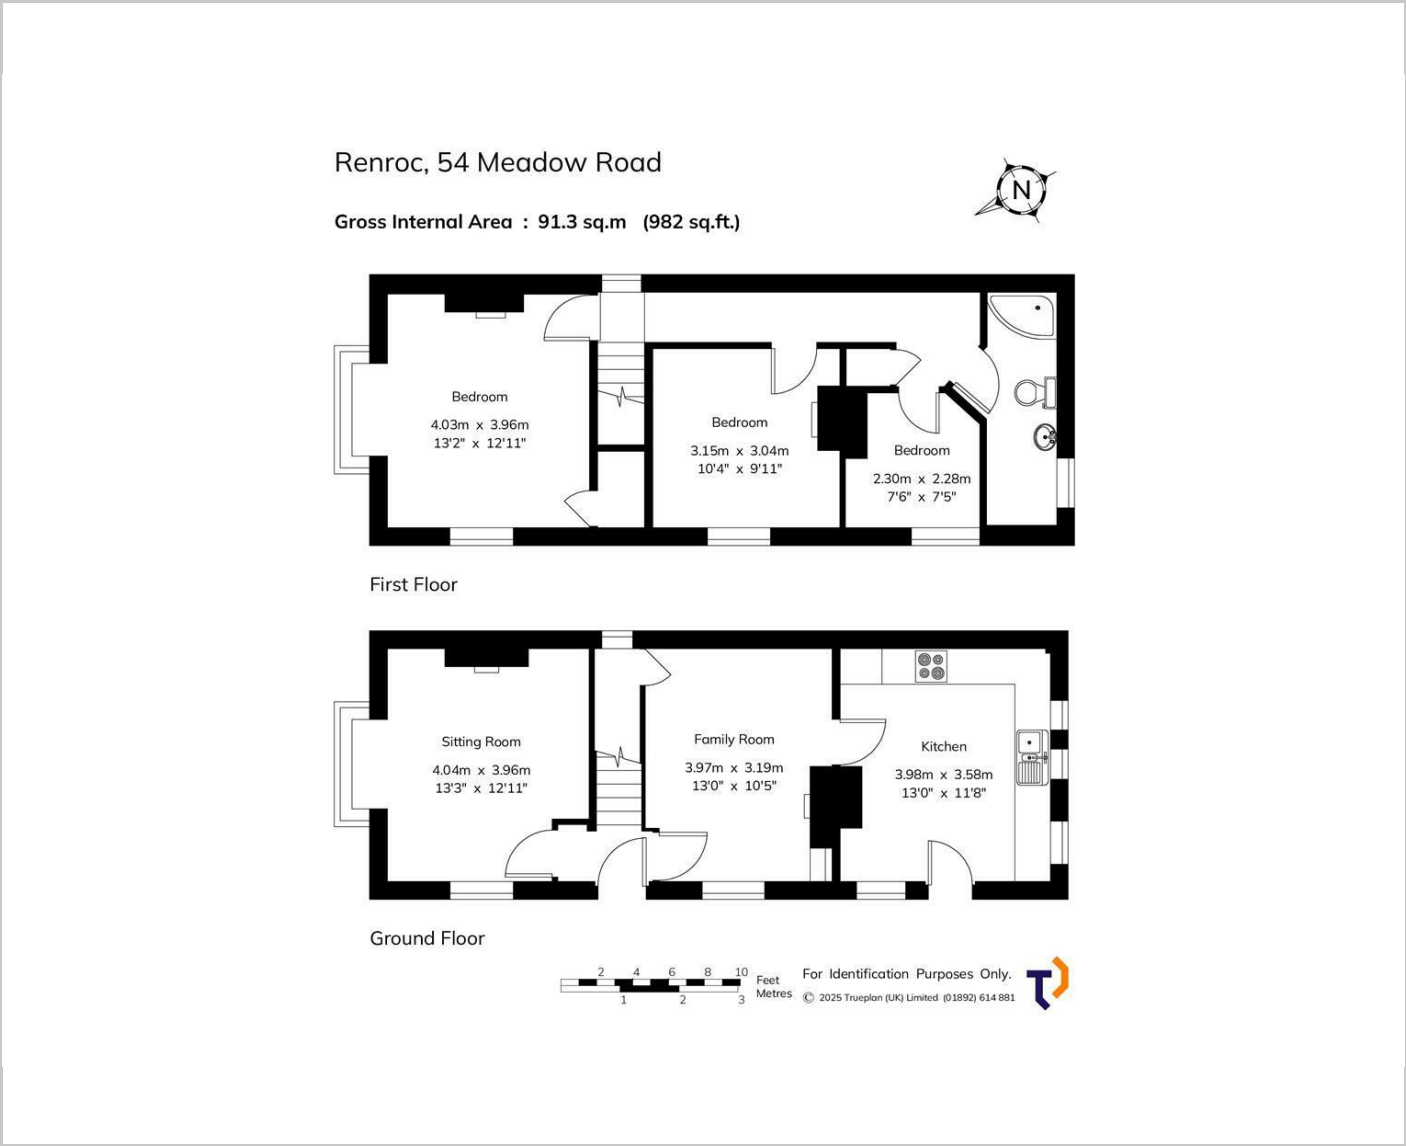 Renroc, 54 Meadow Road
N
Gross Internal Area : 91.3 sq.m (982 sq.ft.)
Bedroom
4.03m x 3.96m
13'2" x 12'11"
Bedroom
3.15m x 3.04m
10'4" x 9'11"
Bedroom
2.30m x 2.28m
7'6" x 7'5"
First Floor
Sitting Room
4.04m x 3.96m
13'3" x 12'11"
Family Room
3.97m x 3.19m
13'0" x 10'5"
Kitchen
3.98m x 3.58m
13'0" x 11'8"
Ground Floor
2 4 6 8 10
Feet
Metres
1 2 3
For Identification Purposes Only.
© 2025 Trueplan (UK) Limited (01892) 614 881